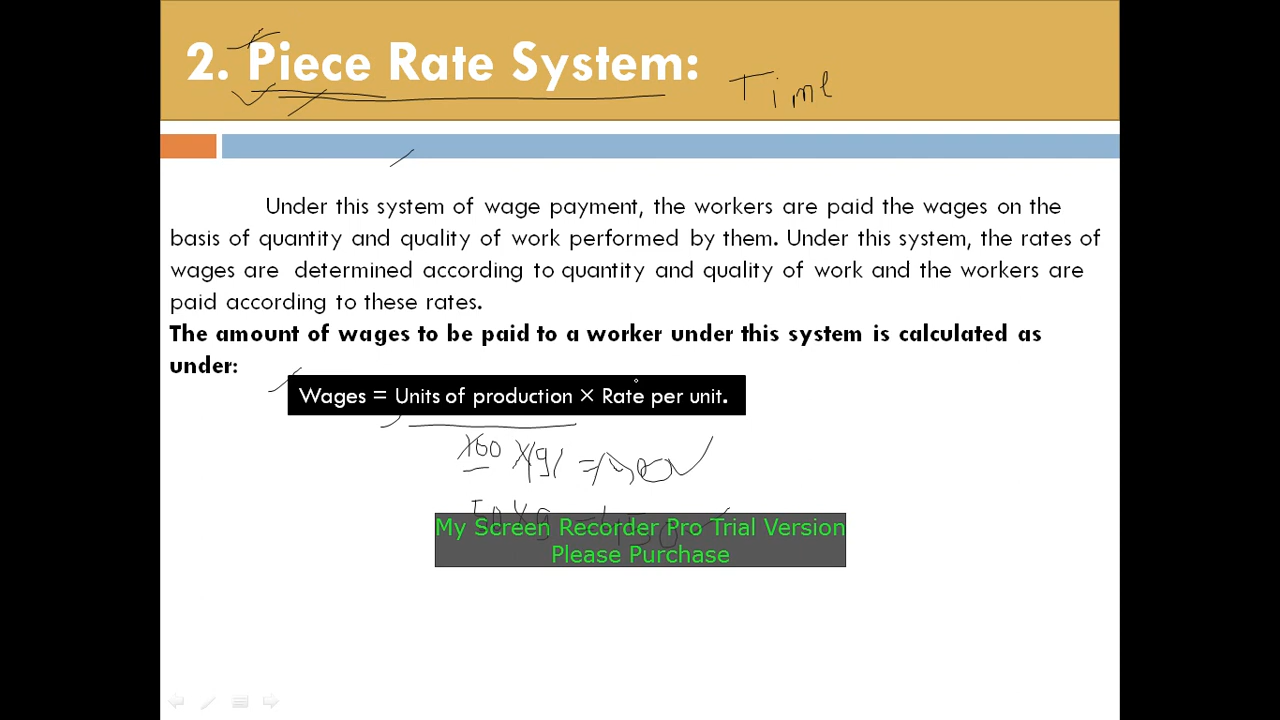 2. Piece Rate System:
Time
Under this system of wage payment, the workers are paid the wages on the
basis of quantity and quality of work performed by them. Under this system, the rates of
wages are determined according to quantity and quality of work and the workers are
paid according to these rates.
The amount of wages to be paid to a worker under this system is calculated as
under:
Wages = Units of production × Rate per unit.
50 x 9 = 450
My Screen Recorder Pro Trial Version
Please Purchase